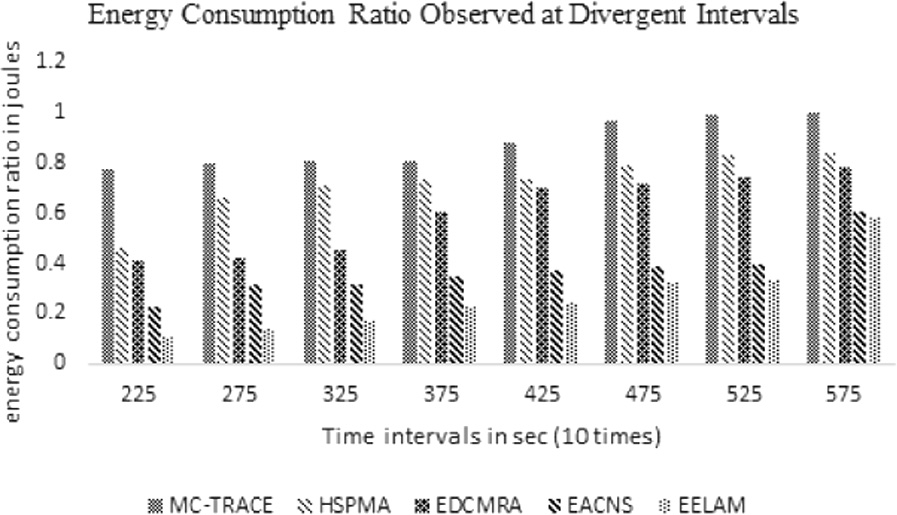 Energy Consumption Ratio Observed at Divergent Intervals
energy consumption ratio in joules
1.2
1
0.8
0.6
0.4
0.2
0
225 275 325 375 425 475 525 575
Time intervals in sec (10 times)
MC-TRACE HSPMA EDCMRA EACNS EELAM